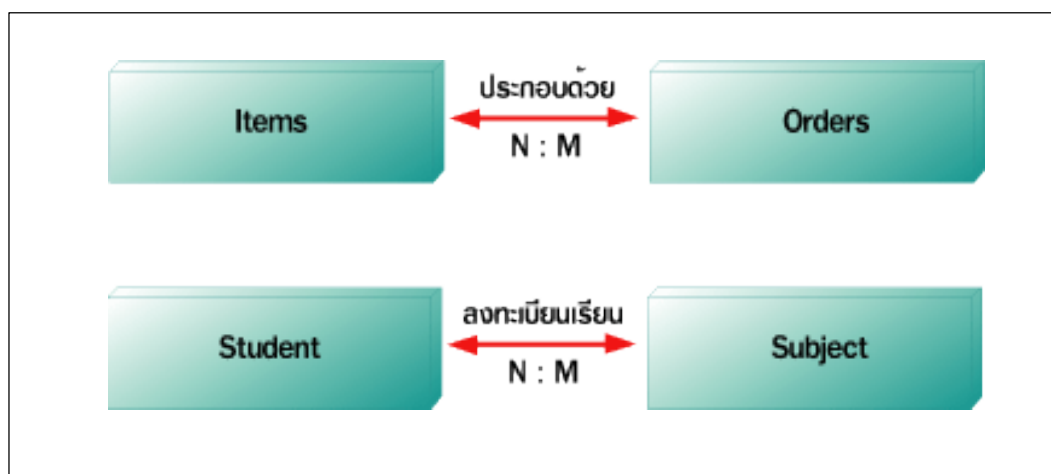 ประกอบด้วย
Items
Orders
N : M
ลงทะเบียนเรียน
Student
Subject
N : M